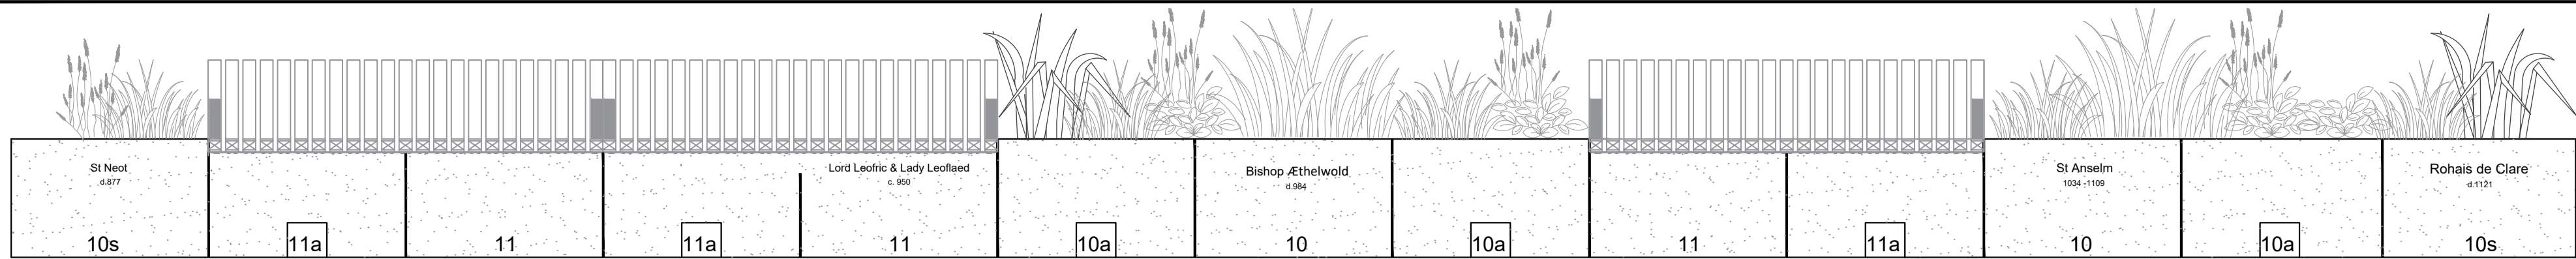 St Neot
d.877
Lord Leofric & Lady Leoflaed
c. 950
Bishop Æthelwold
d.984
St Anselm
1034 -1109
Rohais de Clare
d.1121
10s
11a
11
11a
11
10a
10
10a
11
11a
10
10a
10s